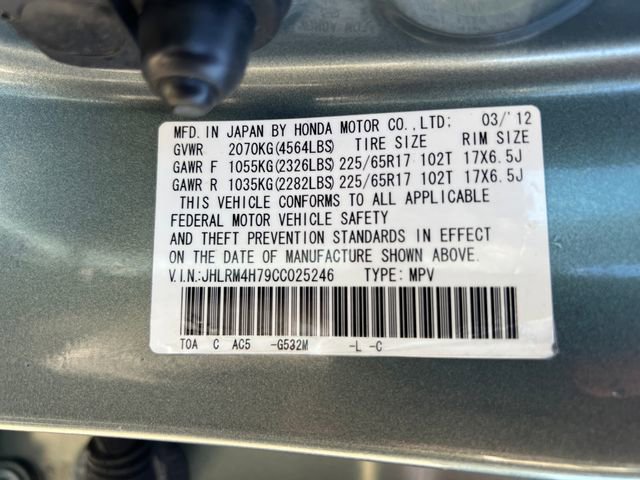 MFD. IN JAPAN BY HONDA MOTOR CO., LTD: 03/'12
GVWR 2070KG(4564LBS) TIRE SIZE RIM SIZE
GAWR F 1055KG(2326LBS) 225/65R17 102T 17X6.5J
GAWR R 1035KG(2282LBS) 225/65R17 102T 17X6.5J
THIS VEHICLE CONFORMS TO ALL APPLICABLE
FEDERAL MOTOR VEHICLE SAFETY
AND THEFT PREVENTION STANDARDS IN EFFECT
ON THE DATE OF MANUFACTURE SHOWN ABOVE.
V.I.N.:JHLRM4H79CC025246 TYPE: MPV
TOA C AC5 -G532M -L -C